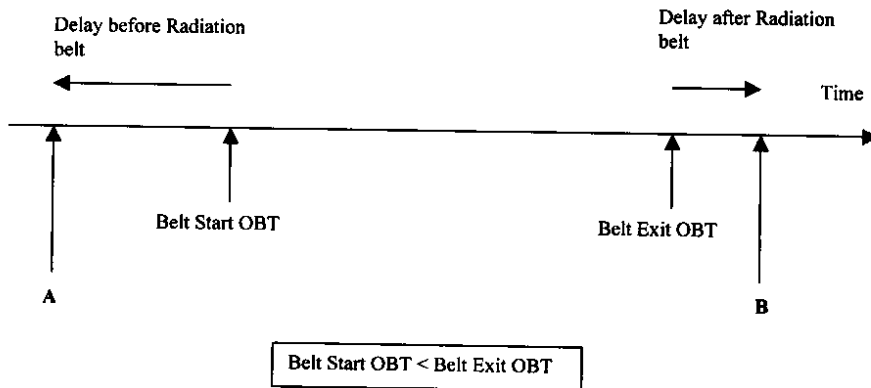 Delay before Radiation
belt
Delay after Radiation
belt
Time
Belt Start OBT
Belt Exit OBT
A
B
Belt Start OBT < Belt Exit OBT